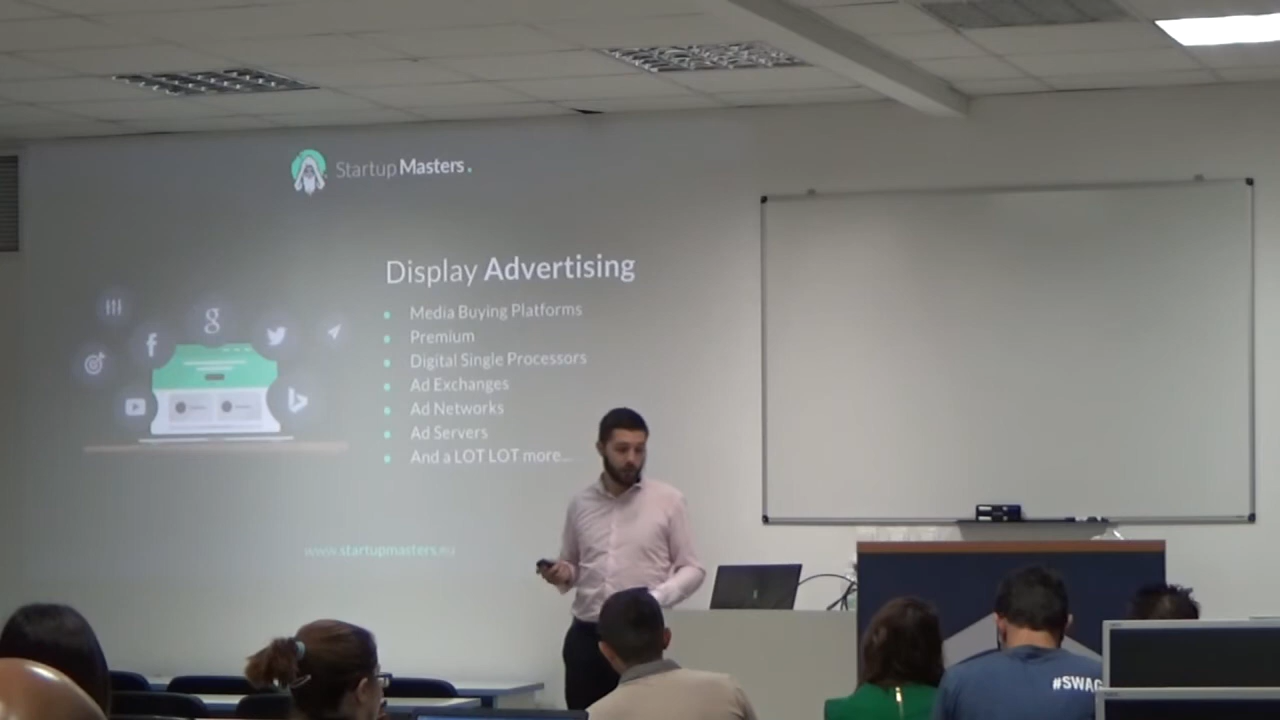 Startup Masters.
Display Advertising
Media Buying Platforms
Premium
Digital Single Processors
Ad Exchanges
Ad Networks
Ad Servers
And a LOT LOT more...
www.startupmasters.eu
#SWAG